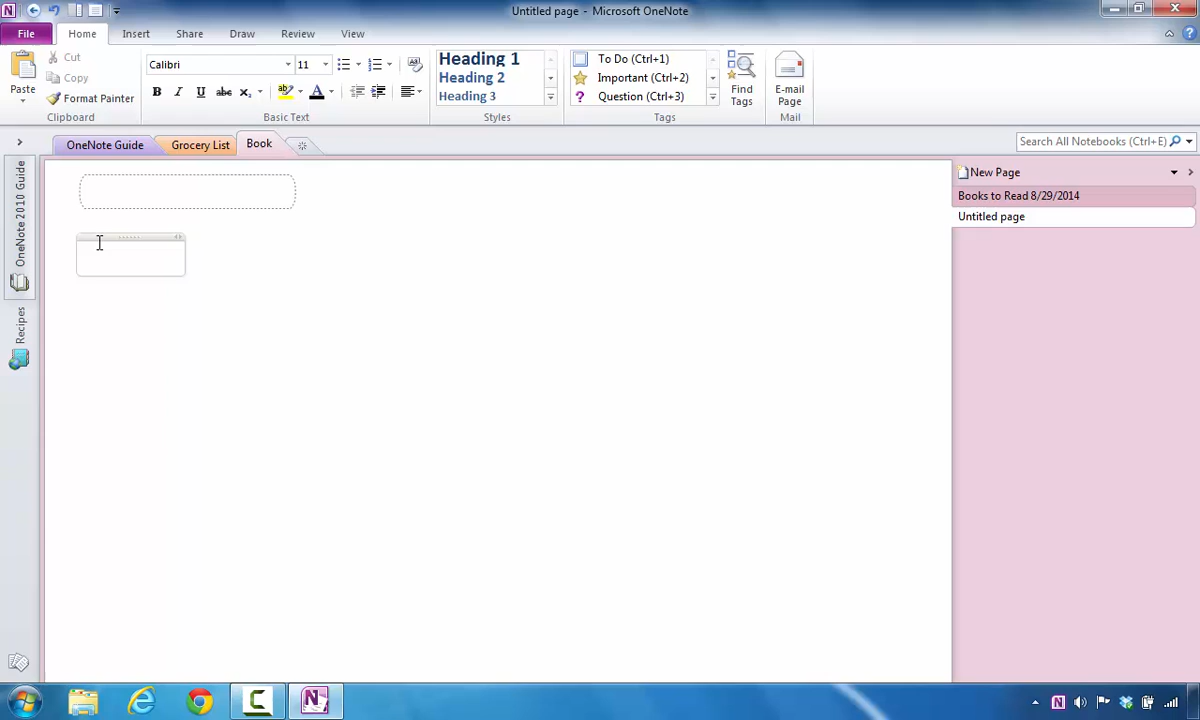 Untitled page - Microsoft OneNote
File Home Insert Share Draw Review View
Paste
Cut
Copy
Format Painter
Clipboard
Calibri 11
B I U abc x₂ ab A
Basic Text
Heading 1
Heading 2
Heading 3
Styles
To Do (Ctrl+1)
Important (Ctrl+2)
Question (Ctrl+3)
Tags
Find
Tags
E-mail
Page
Mail
OneNote Guide Grocery List Book
Search All Notebooks (Ctrl+E)
OneNote 2010 Guide
Recipes
New Page
Books to Read 8/29/2014
Untitled page